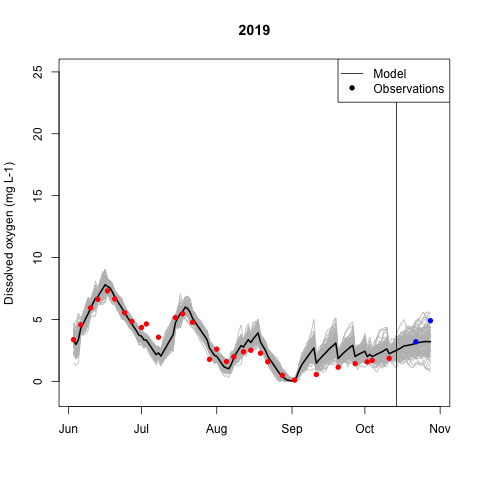 2019
Model
Observations
Dissolved oxygen (mg L-1)
25
20
15
10
5
0
Jun Jul Aug Sep Oct Nov